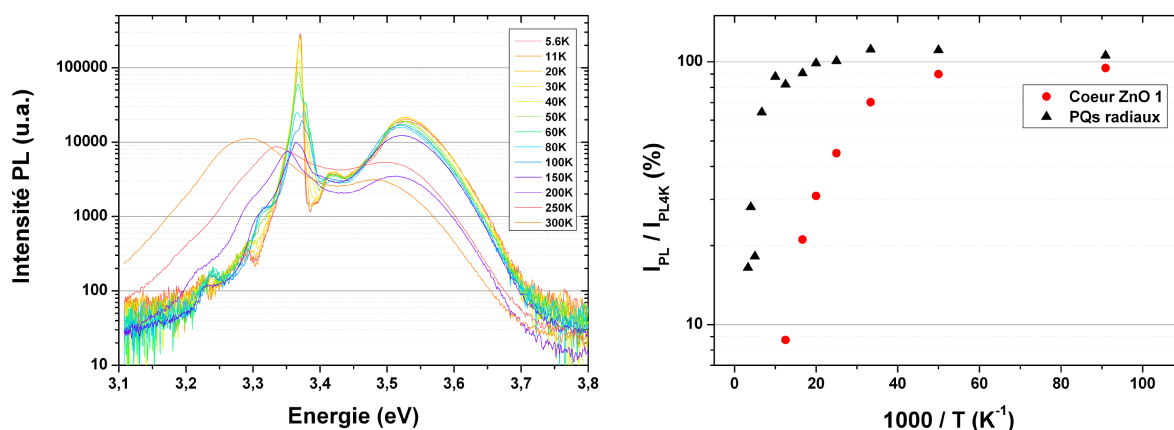 Intensité PL (u.a.)
100000
10000
1000
100
10
3,1
3,2
3,3
3,4
3,5
3,6
3,7
3,8
Energie (eV)
5.6K
11K
20K
30K
40K
50K
60K
80K
100K
150K
200K
250K
300K
I_PL / I_PL4K (%)
100%
10%
0
20
40
60
80
100
1000 / T (K⁻¹)
Coeur ZnO 1
PQs radiaux